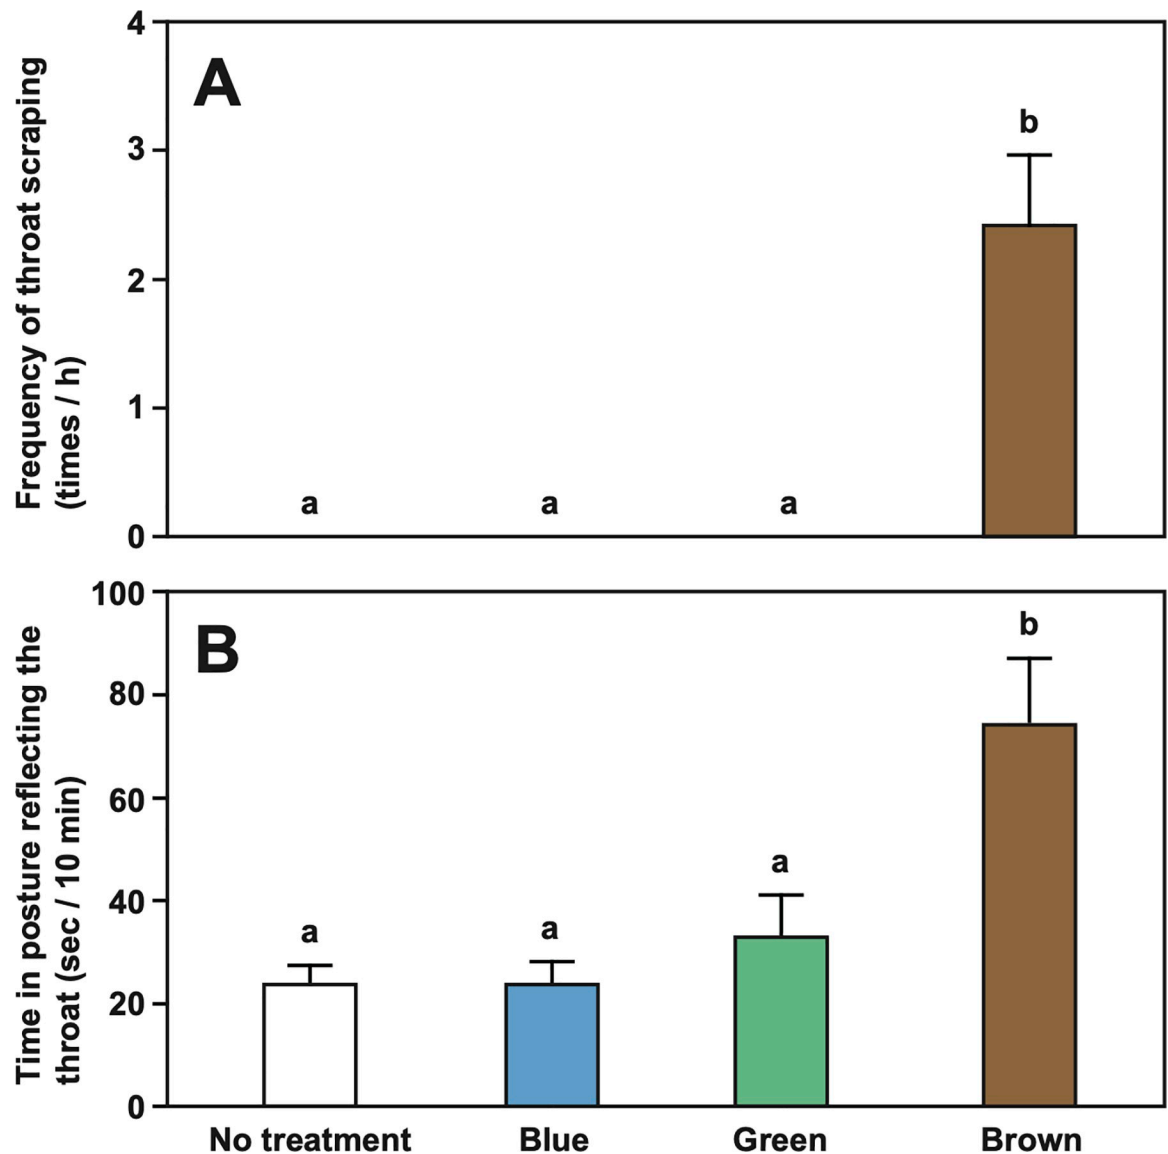 A
Frequency of throat scraping
(times / h)
4
3
2
1
0
a
a
a
b
B
Time in posture reflecting the
throat (sec / 10 min)
100
80
60
40
20
0
a
a
a
b
No treatment
Blue
Green
Brown